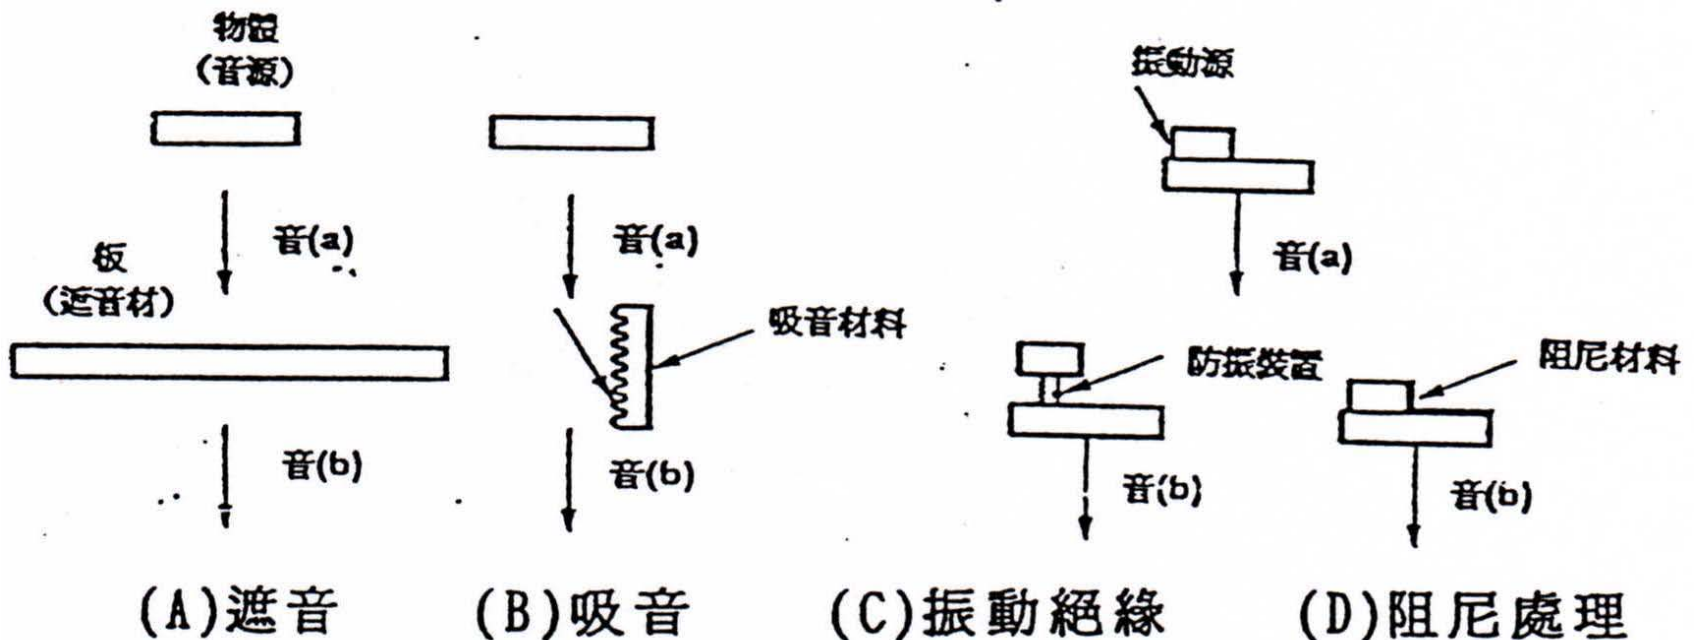 物體
(音源)
音(a)
板
(遮音材)
音(b)
音(a)
吸音材料
音(b)
振動源
音(a)
防振裝置
音(b)
阻尼材料
音(b)
(A)遮音
(B)吸音
(C)振動絕緣
(D)阻尼處理